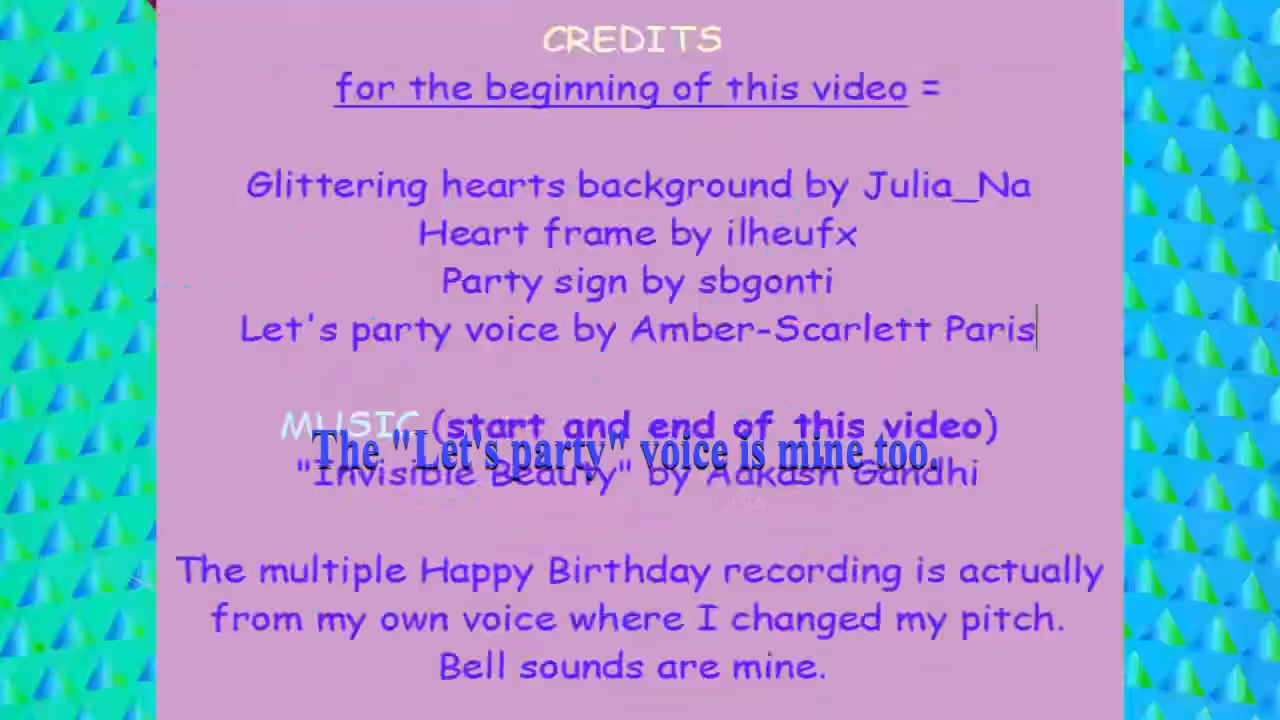 CREDITS
for the beginning of this video =
Glittering hearts background by Julia_Na
Heart frame by ilheufx
Party sign by sbgonti
Let's party voice by Amber-Scarlett Paris
MUSIC (start and end of this video)
The "Let's party" voice is mine too.
"Invisible Beauty" by Aakash Gandhi
The multiple Happy Birthday recording is actually
from my own voice where I changed my pitch.
Bell sounds are mine.